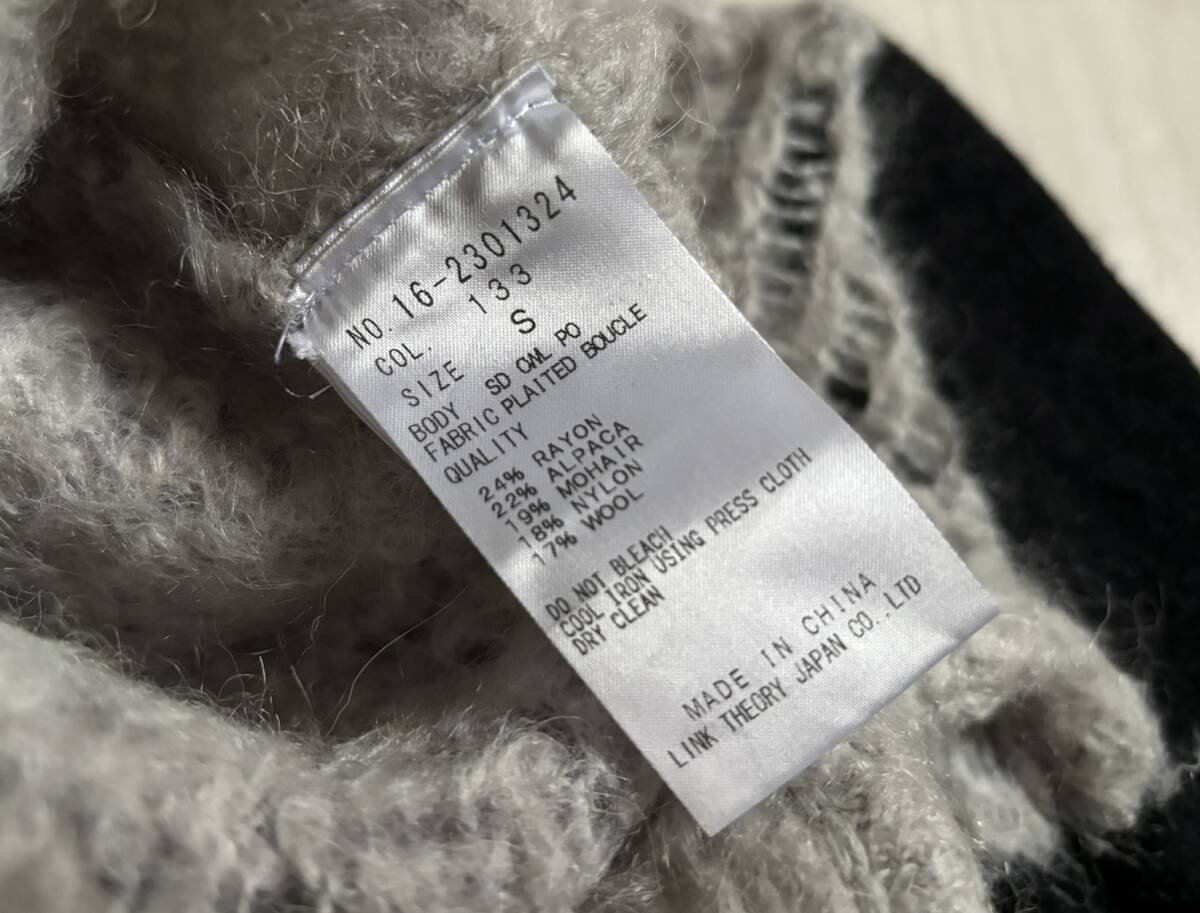 NO. 16-2301324
COL. 133
SIZE S
BODY SD OWL PO
FABRIC PLAITED BOUCLE
QUALITY
24% RAYON
22% ALPACA
19% MOHAIR
18% NYLON
17% WOOL
DO NOT BLEACH
COOL IRON USING PRESS CLOTH
DRY CLEAN
MADE IN CHINA
LINK THEORY JAPAN CO.,LTD